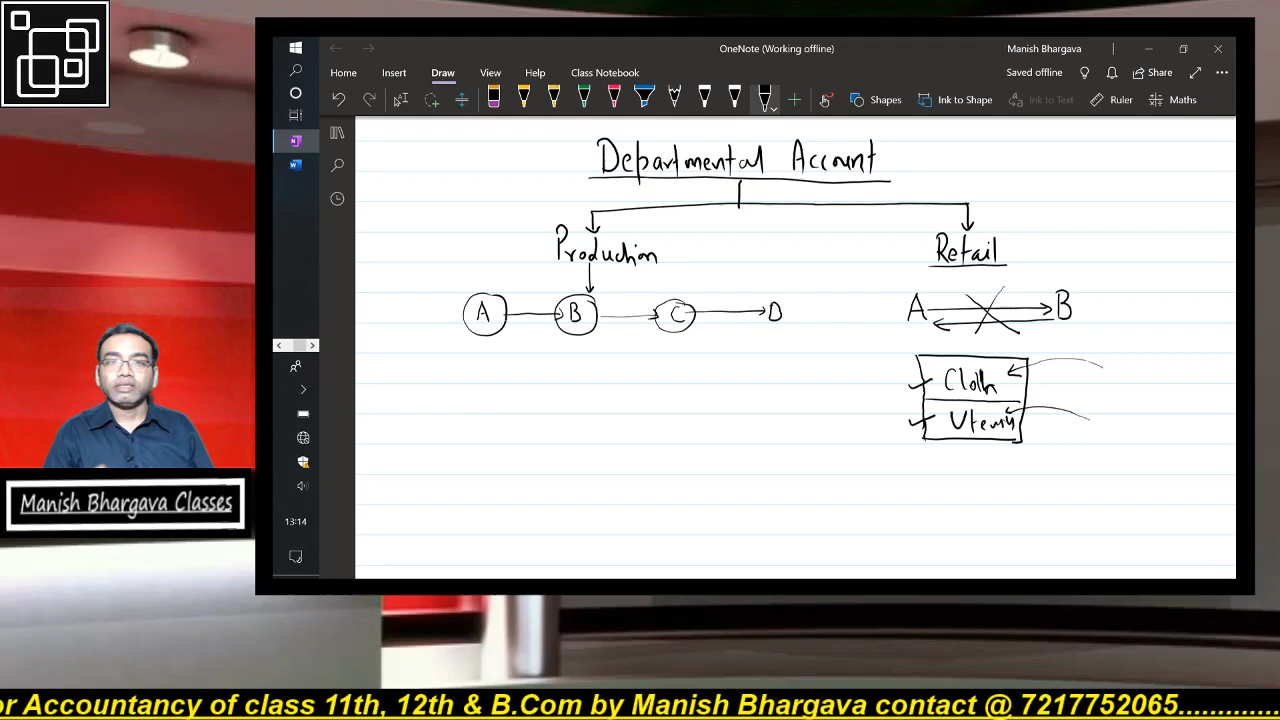 OneNote (Working offline)
Manish Bhargava
Home Insert Draw View Help Class Notebook
Saved offline
Share
Shapes
Ink to Shape
Ink to Text
Ruler
Maths
Departmental Account
Production
Retail
A B C D
A B
Cloth
Manish Bhargava Classes
13:14
or Accountancy of class 11th, 12th & B.Com by Manish Bhargava contact @ 7217752065.............